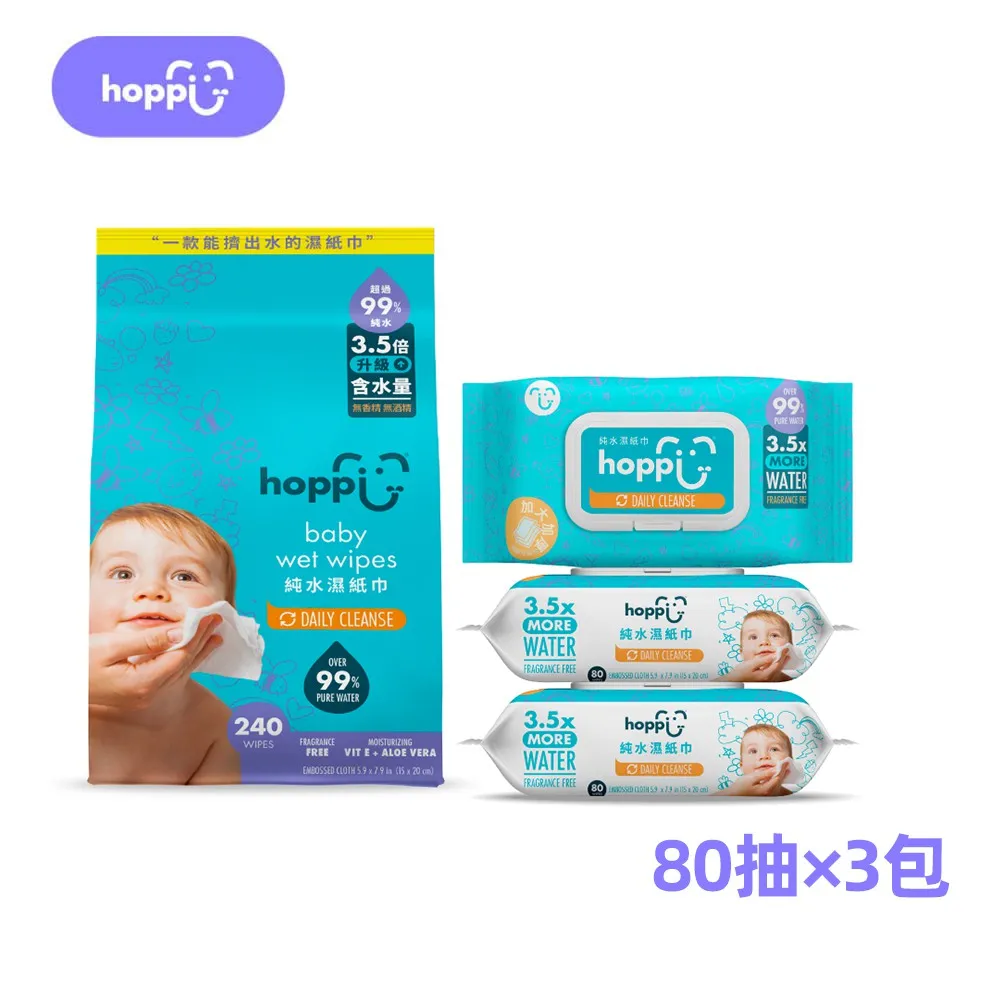 hoppi
“一款能擠出水的濕紙巾”
超過
99%
純水
3.5倍
升級
含水量
無香精 無酒精
hoppi
baby
wet wipes
純水濕紙巾
DAILY CLEANSE
OVER
99%
PURE WATER
240
WIPES
FRAGRANCE
FREE
MOISTURIZING
VIT E + ALOE VERA
EMBOSSED CLOTH 5.9 x 7.9 in (15 x 20 cm)
OVER
99%
PURE WATER
3.5x
MORE
WATER
FRAGRANCE FREE
純水濕紙巾
hoppi
DAILY CLEANSE
加大加
3.5x
MORE
WATER
FRAGRANCE FREE
hoppi
純水濕紙巾
DAILY CLEANSE
80
EMBOSSED CLOTH 5.9 x 7.9 in (15 x 20 cm)
3.5x
MORE
WATER
FRAGRANCE FREE
hoppi
純水濕紙巾
DAILY CLEANSE
80
EMBOSSED CLOTH 5.9 x 7.9 in (15 x 20 cm)
80抽×3包